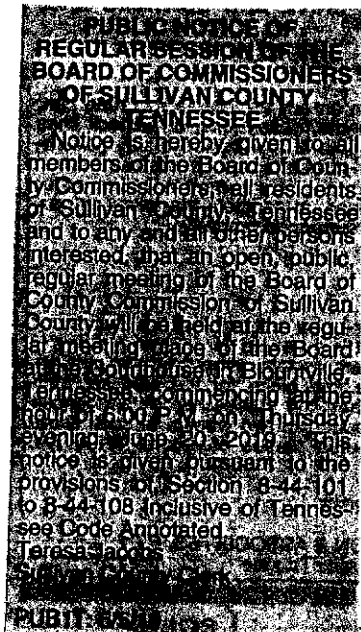 PUBLIC NOTICE OF
REGULAR SESSION OF THE
BOARD OF COMMISSIONERS
OF SULLIVAN COUNTY
TENNESSEE
Notice is hereby given to all
members of the Board of Coun-
ty Commissioners, all residents
of Sullivan County, Tennessee
and to any and all other persons
interested, that an open, public
regular meeting of the Board of
County Commission of Sullivan
County will be held at the regu-
lar meeting place of the Board
at the Courthouse in Blountville,
Tennessee, commencing at the
hour of 6:00 P.M. on Thursday
evening, June 20, 2019. This
notice is given pursuant to the
provisions of Section 8-44-101
to 8-44-108 inclusive of Tennes-
see Code Annotated.
Teresa Jacobs
Sullivan County Clerk
PUB1T: